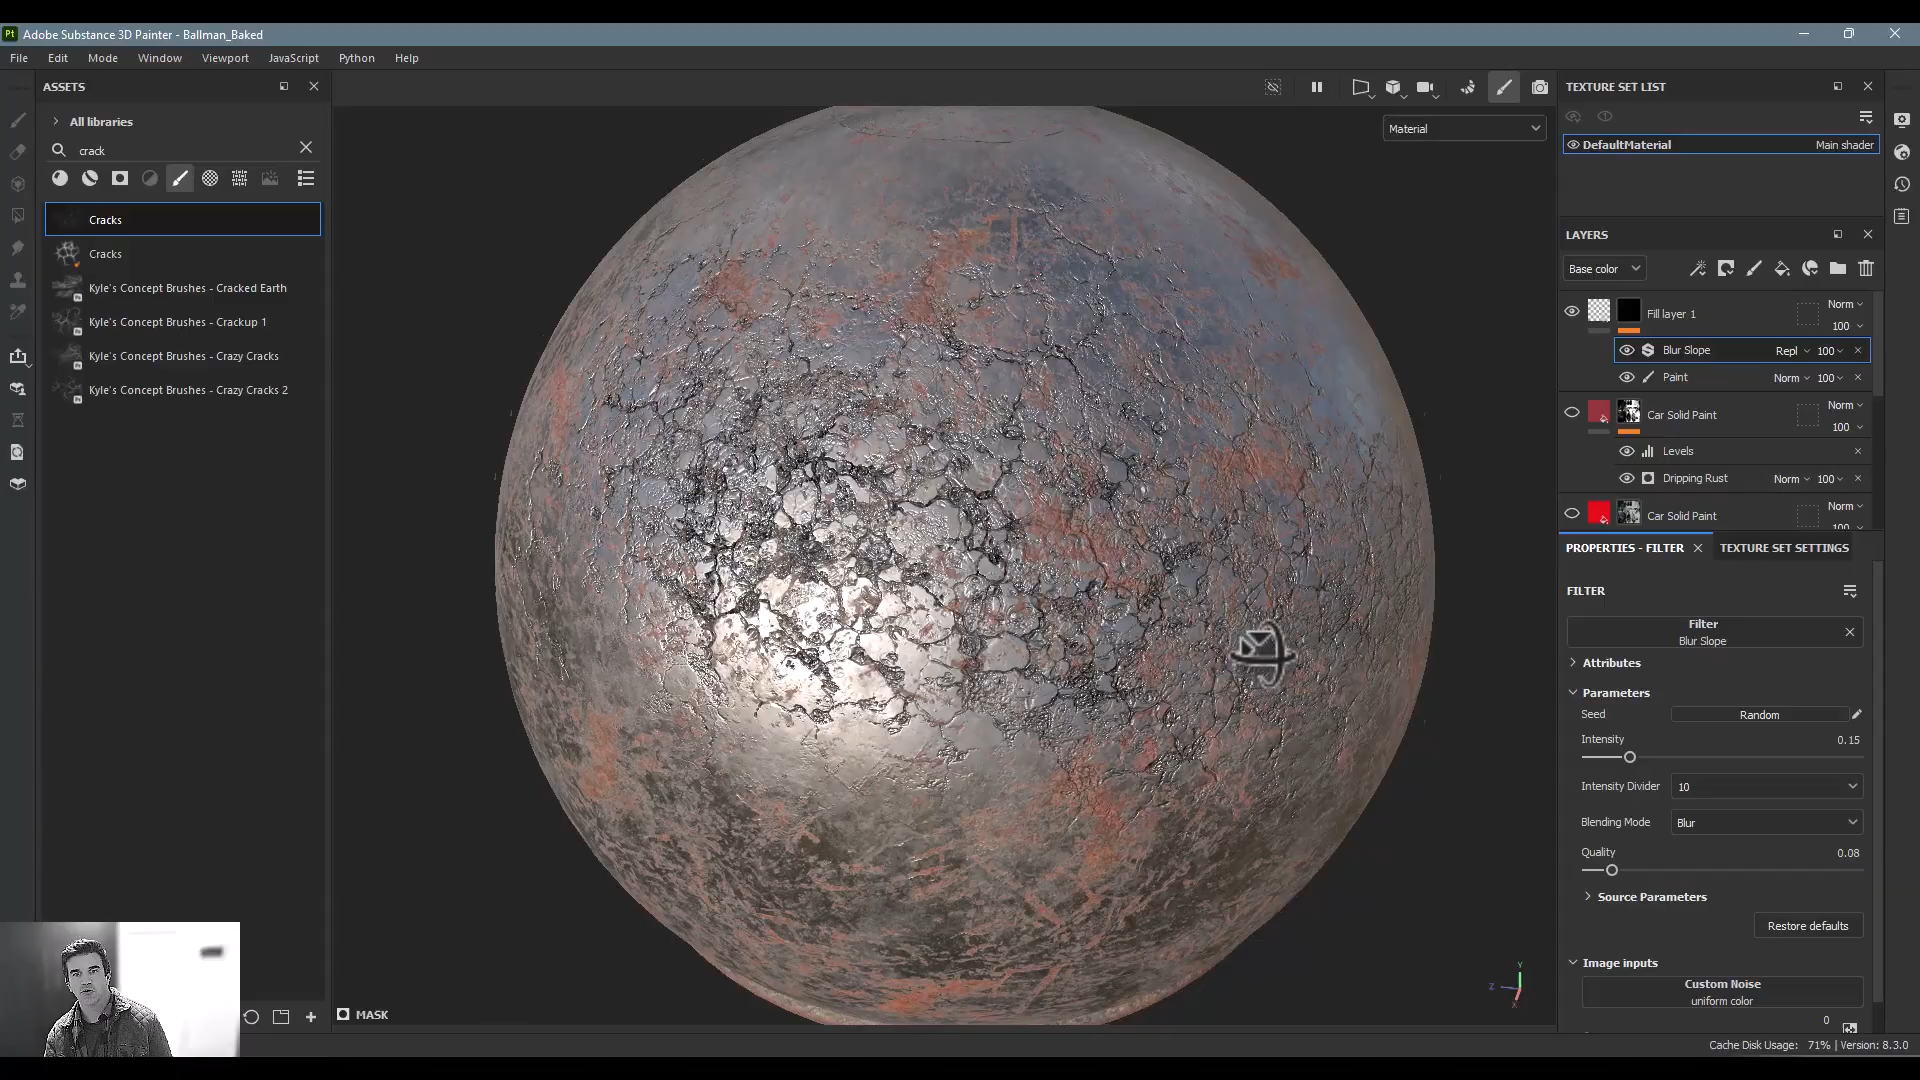 Pt Adobe Substance 3D Painter - Ballman_Baked
File Edit Mode Window Viewport JavaScript Python Help
ASSETS
All libraries
crack
Cracks
Cracks
Kyle's Concept Brushes - Cracked Earth
Kyle's Concept Brushes - Crackup 1
Kyle's Concept Brushes - Crazy Cracks
Kyle's Concept Brushes - Crazy Cracks 2
Material
MASK
Y
Z
X
TEXTURE SET LIST
DefaultMaterial Main shader
LAYERS
Base color
Fill layer 1 Norm
100
Blur Slope Repl 100
Paint Norm 100
Car Solid Paint Norm
100
Levels
Dripping Rust Norm 100
Car Solid Paint Norm
100
PROPERTIES - FILTER TEXTURE SET SETTINGS
FILTER
Filter
Blur Slope
Attributes
Parameters
Seed Random
Intensity 0.15
Intensity Divider 10
Blending Mode Blur
Quality 0.08
Source Parameters
Restore defaults
Image inputs
Custom Noise
uniform color
0
Cache Disk Usage: 71% | Version: 8.3.0